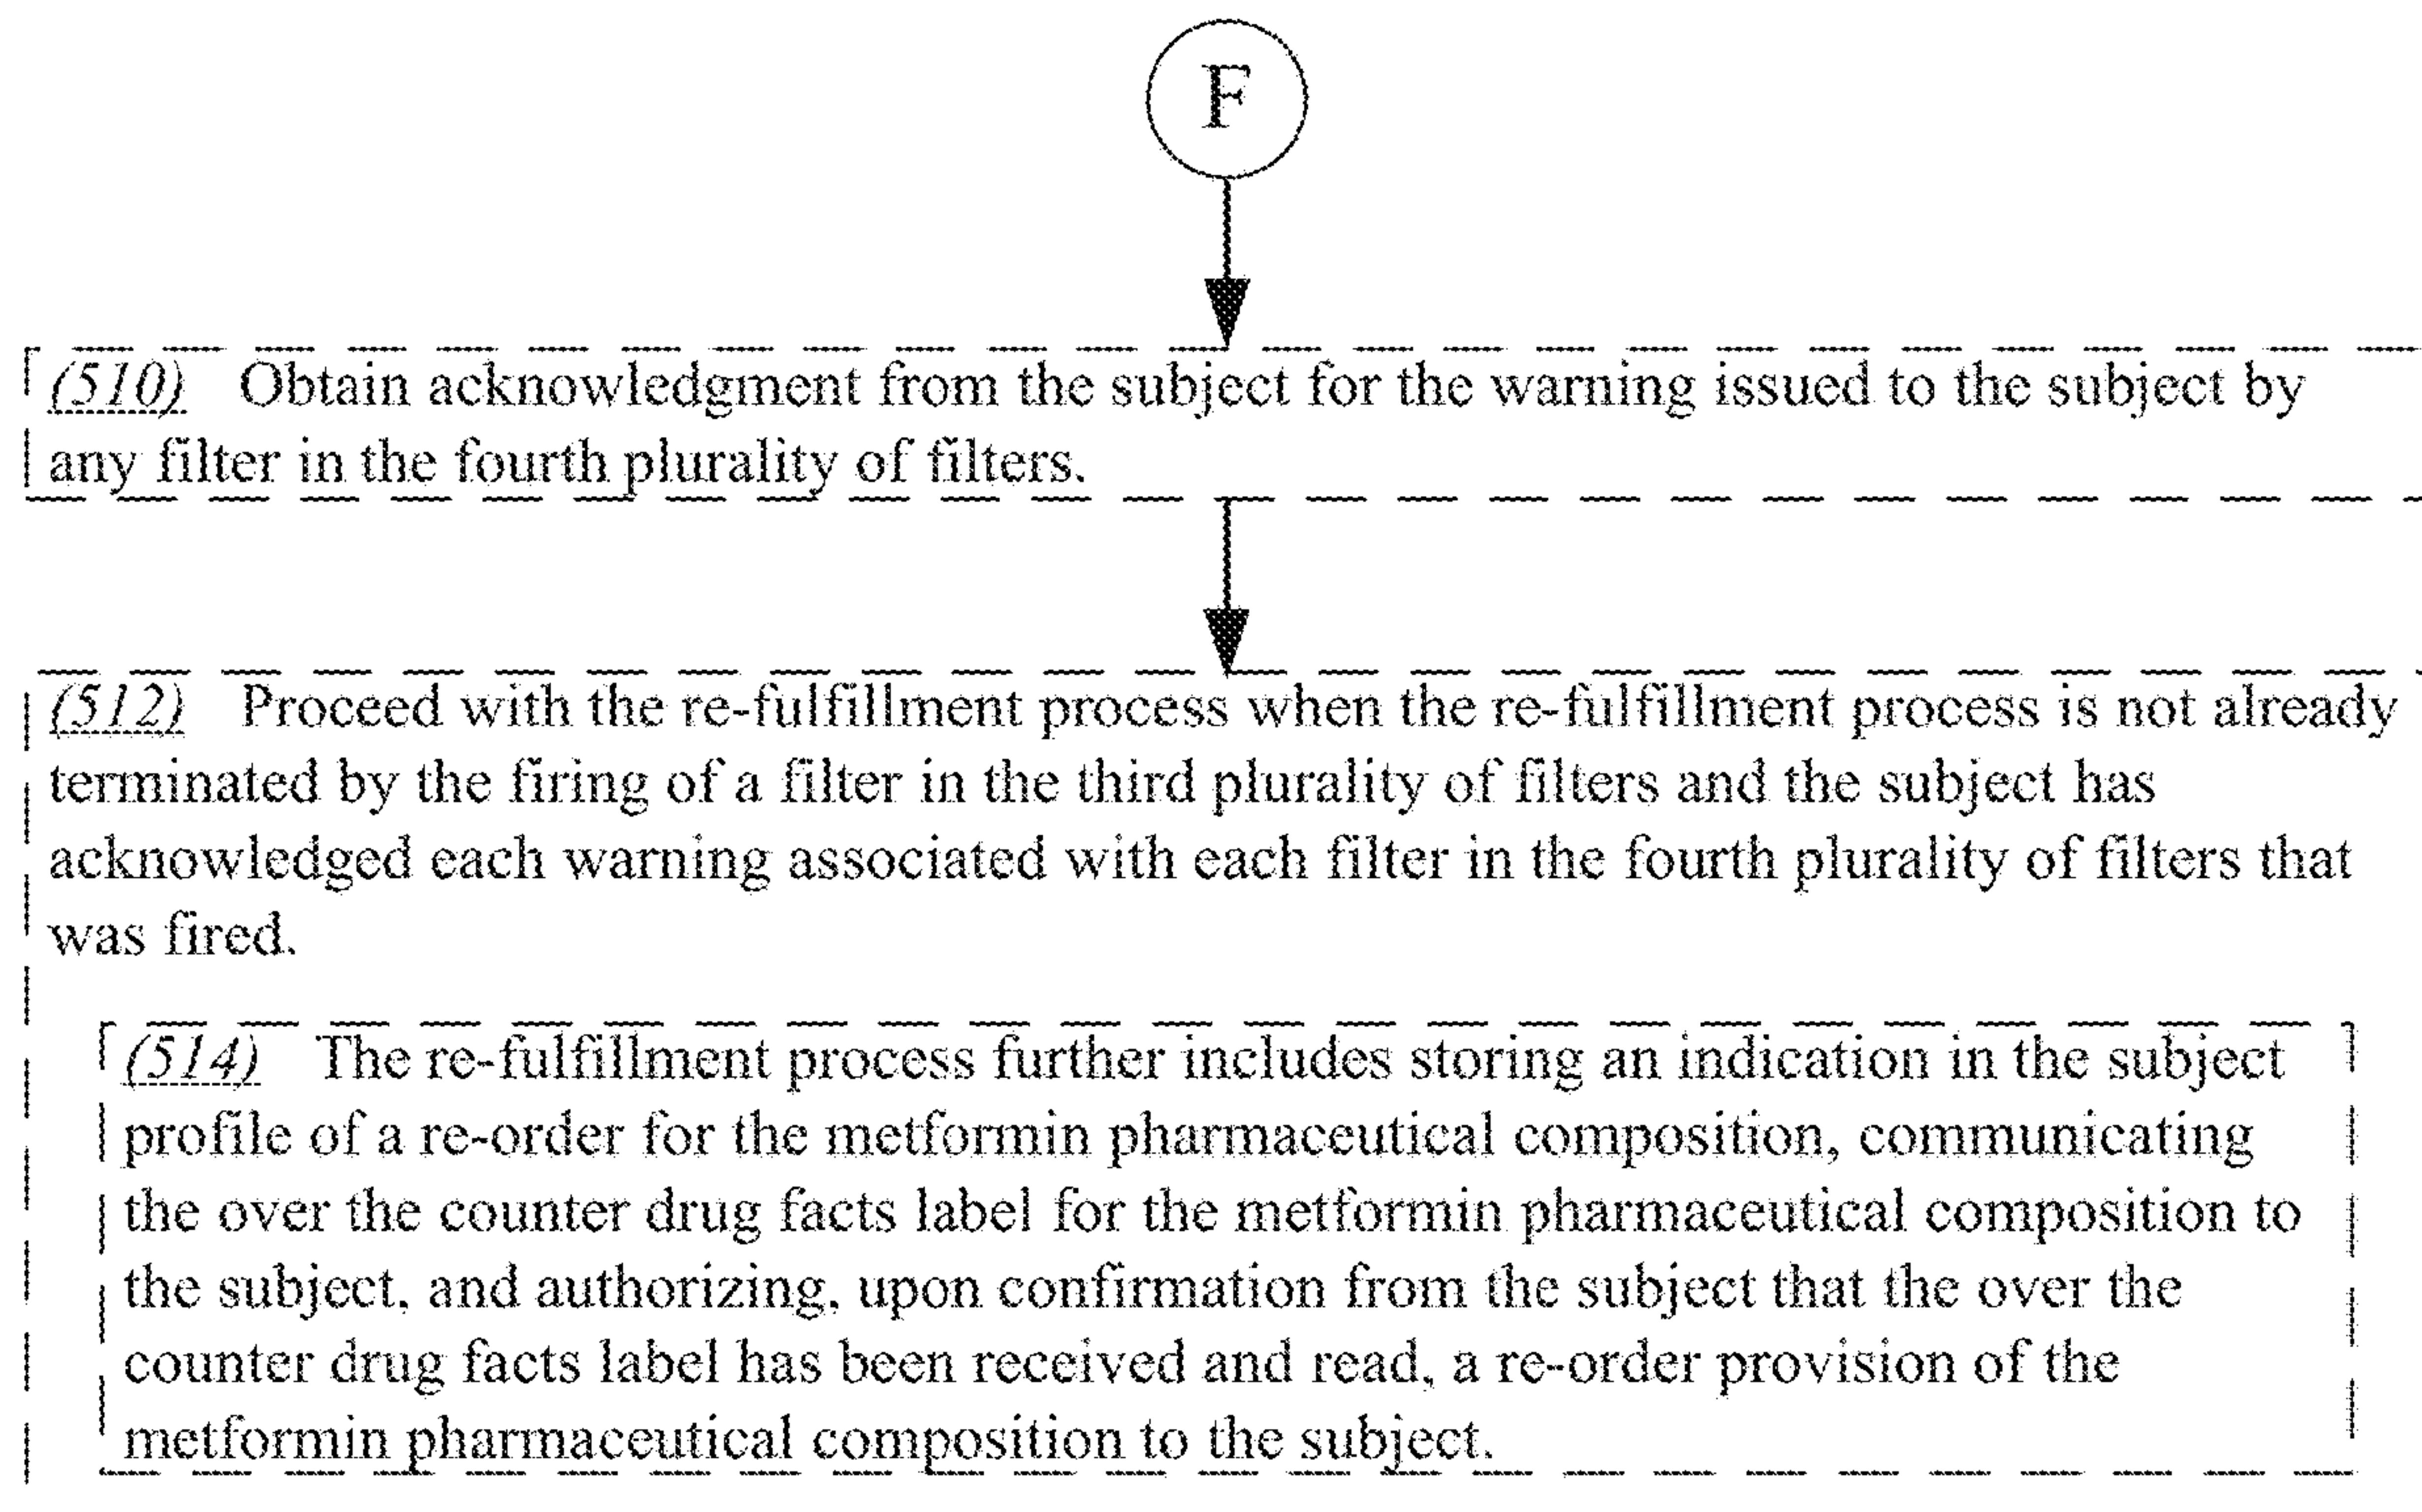 F
(510) Obtain acknowledgment from the subject for the warning issued to the subject by
any filter in the fourth plurality of filters.
(512) Proceed with the re-fulfillment process when the re-fulfillment process is not already
terminated by the firing of a filter in the third plurality of filters and the subject has
acknowledged each warning associated with each filter in the fourth plurality of filters that
was fired.
(514) The re-fulfillment process further includes storing an indication in the subject
profile of a re-order for the metformin pharmaceutical composition, communicating
the over the counter drug facts label for the metformin pharmaceutical composition to
the subject, and authorizing, upon confirmation from the subject that the over the
counter drug facts label has been received and read, a re-order provision of the
metformin pharmaceutical composition to the subject.